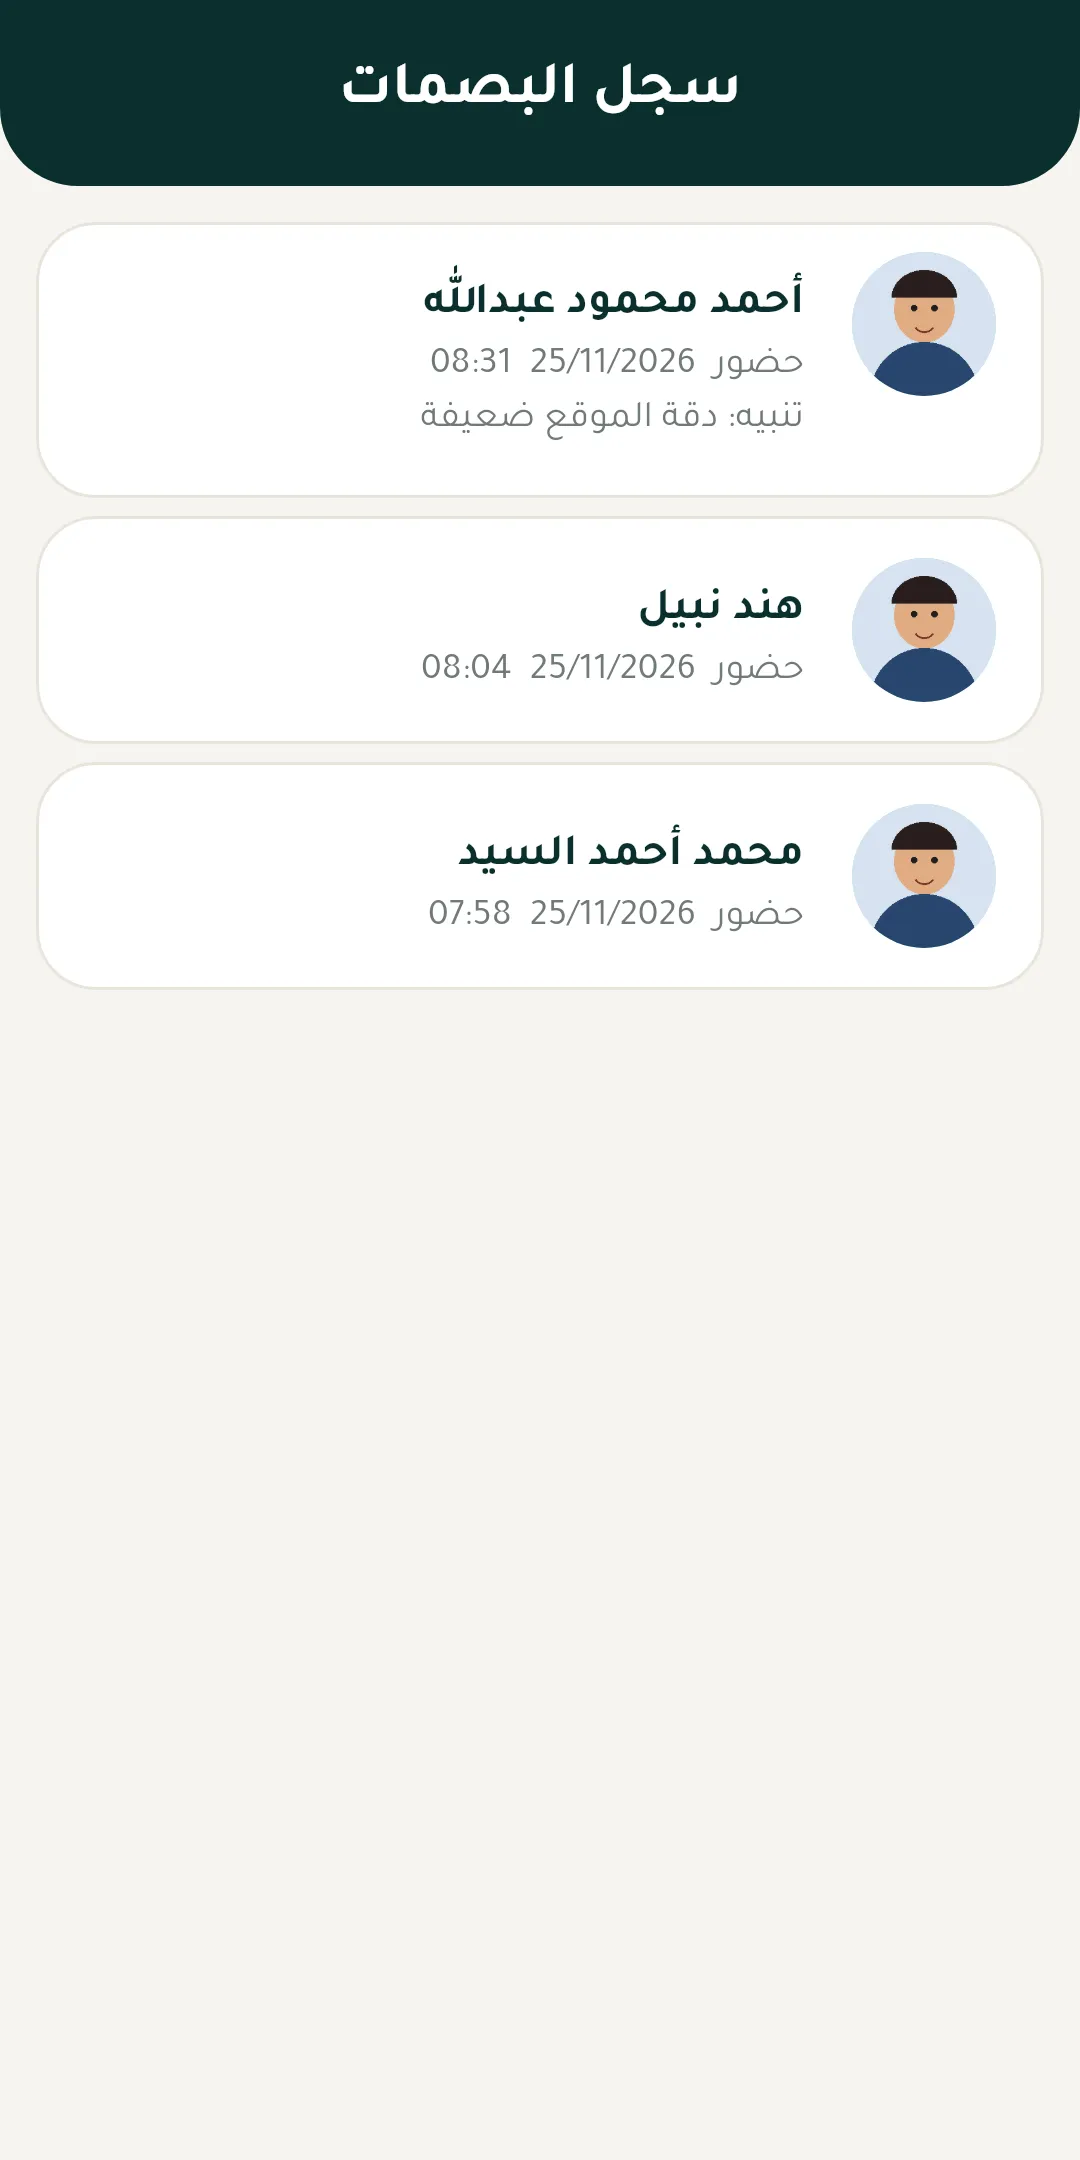 سجل البصمات
أحمد محمود عبدالله
حضور 25/11/2026 08:31
تنبيه: دقة الموقع ضعيفة
هند نبيل
حضور 25/11/2026 08:04
محمد أحمد السيد
حضور 25/11/2026 07:58